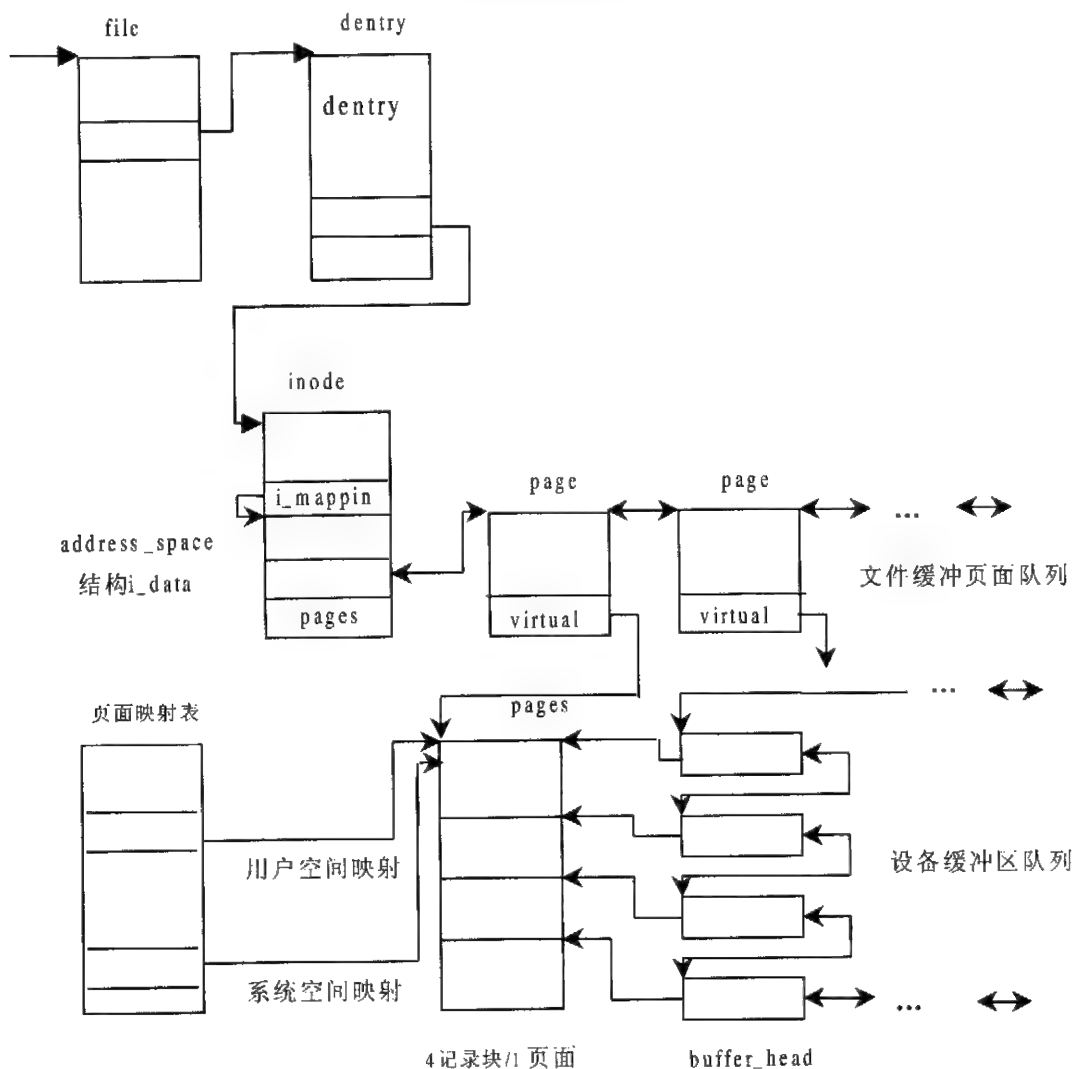 file
dentry
dentry
inode
i_mappin
address_space
结构i_data
pages
page
page
...
virtual
virtual
文件缓冲页面队列
...
页面映射表
pages
用户空间映射
系统空间映射
设备缓冲区队列
...
4记录块/1 页面
buffer_head